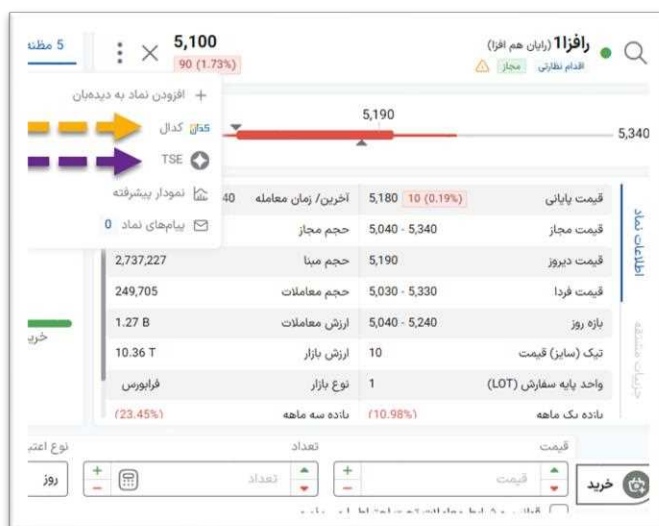 رافزا1 (رایان هم افزا)
اقدام نظارتی مجاز
5,100
90 (1.73%)
5 مظنه
افزودن نماد به دیده‌بان
کدال کدال
TSE
نمودار پیشرفته
پیام‌های نماد 0
5,190
5,340
اطلاعات نماد
جزییات مشتقه
قیمت پایانی 5,180 10 (0.19%) آخرین/ زمان معامله 40
قیمت مجاز 5,040 - 5,340 حجم مجاز
قیمت دیروز 5,190 حجم مبنا 2,737,227
قیمت فردا 5,030 - 5,330 حجم معاملات 249,705
بازه روز 5,040 - 5,240 ارزش معاملات 1.27 B
تیک (سایز) قیمت 10 ارزش بازار 10.36 T
واحد پایه سفارش (LOT) 1 نوع بازار فرابورس
بازده یک ماهه (10.98%) بازده سه ماهه (23.45%)
خرید
قیمت تعداد نوع اعتبار
خرید قیمت تعداد روز